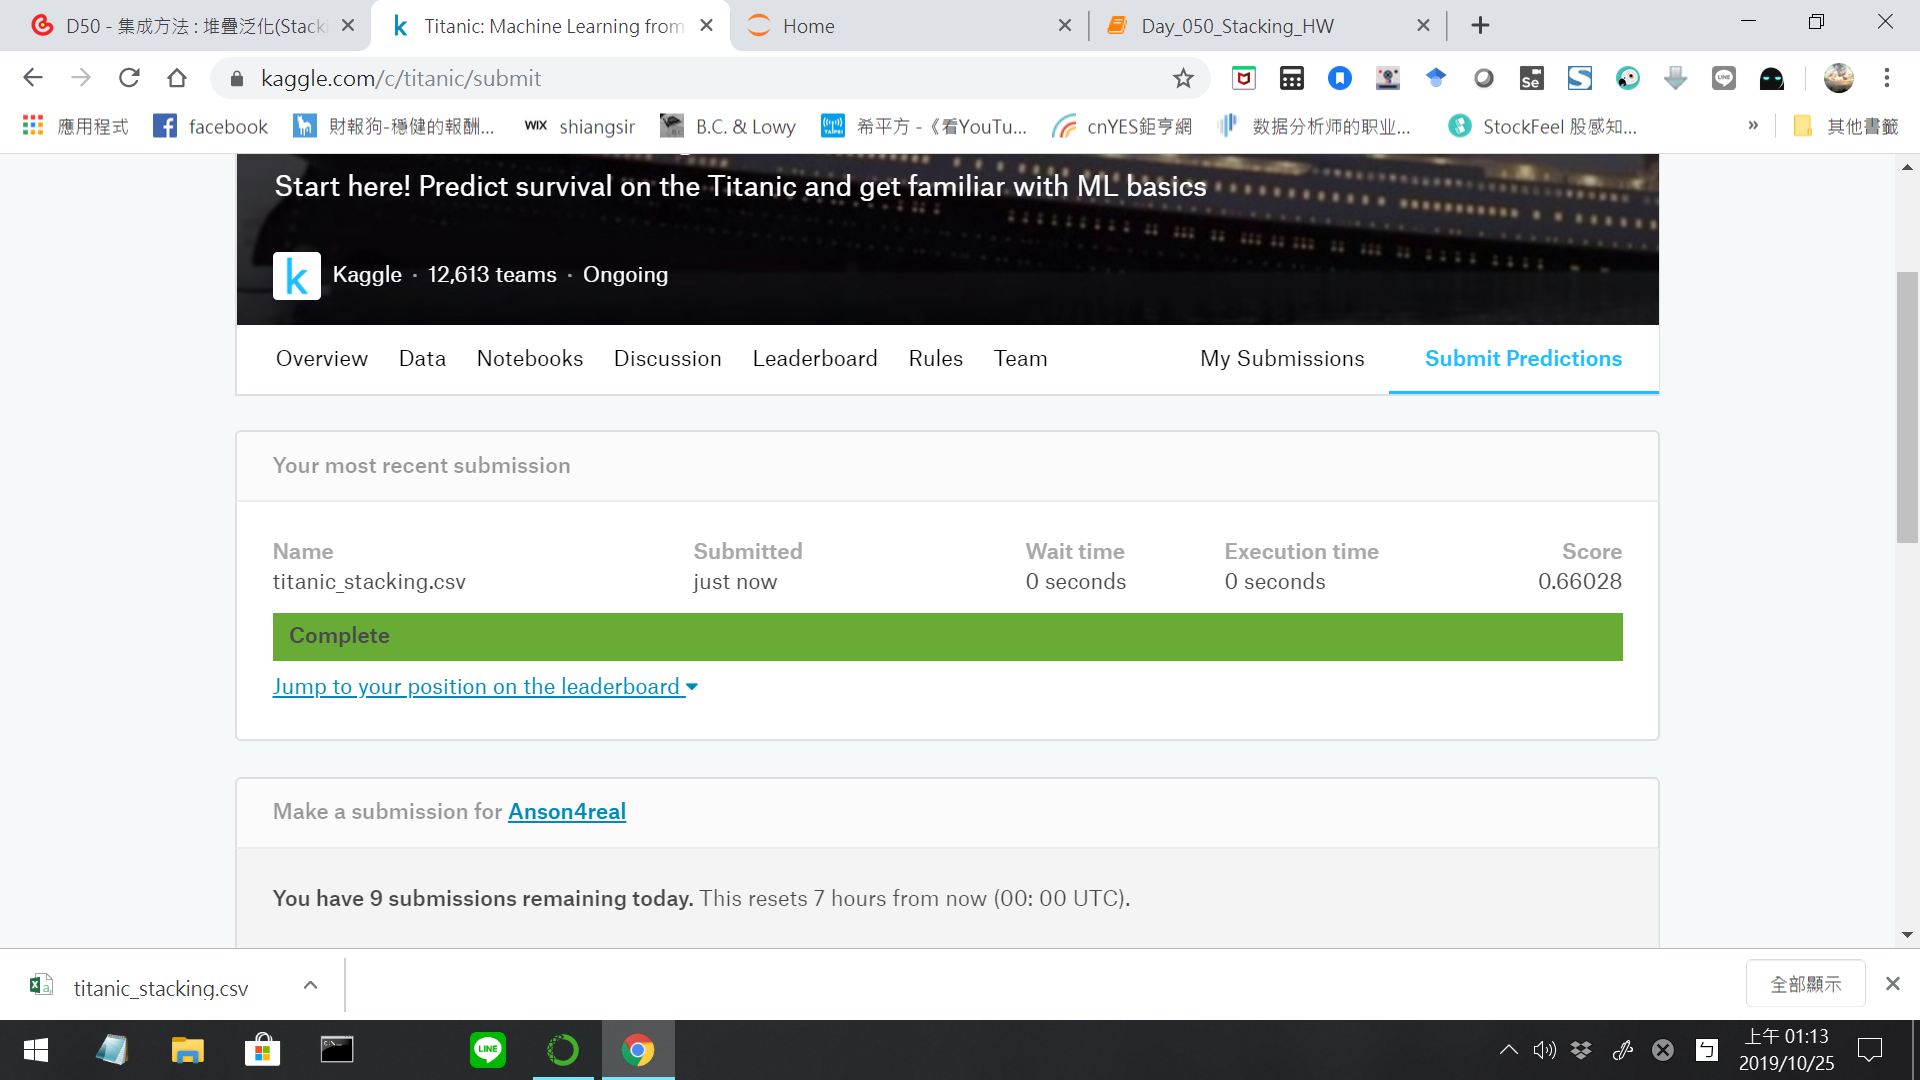 D50 - 集成方法 : 堆疊泛化(Stack
Titanic: Machine Learning from
Home
Day_050_Stacking_HW
kaggle.com/c/titanic/submit
應用程式
facebook
財報狗-穩健的報酬...
WIX shiangsir
B.C. & Lowy
希平方 -《看YouTu...
cnYES鉅亨網
数据分析师的职业...
StockFeel 股感知...
»
其他書籤
Start here! Predict survival on the Titanic and get familiar with ML basics
k Kaggle · 12,613 teams · Ongoing
Overview Data Notebooks Discussion Leaderboard Rules Team My Submissions Submit Predictions
Your most recent submission
Name Submitted Wait time Execution time Score
titanic_stacking.csv just now 0 seconds 0 seconds 0.66028
Complete
Jump to your position on the leaderboard
Make a submission for Anson4real
You have 9 submissions remaining today. This resets 7 hours from now (00: 00 UTC).
titanic_stacking.csv
全部顯示
LINE
上午 01:13
2019/10/25